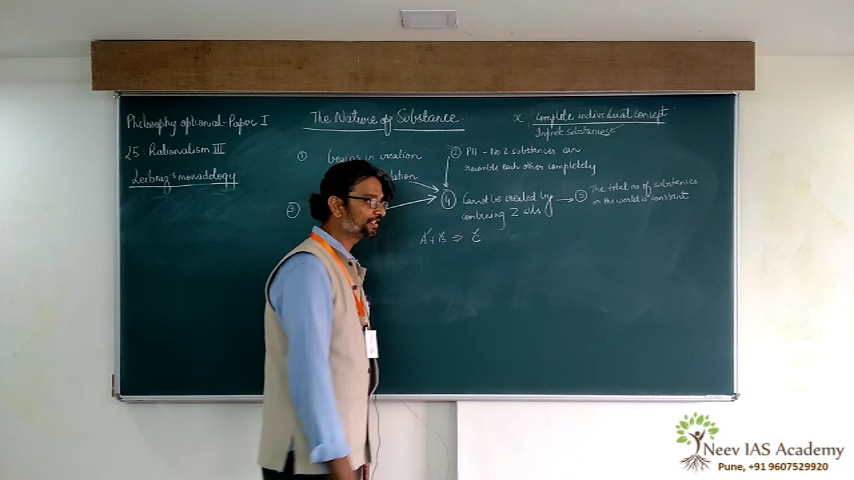 Philosophy optional - Paper I
L5 - Rationalism III
Leibnizs monadology
The Nature of Substance
X Complete individual concept
Infinite substances
① begins in creation
② PII - No 2 substances can
resemble each other completely
③
④ Cannot be created by
combining 2 subs
⑤ The total no of substances
in the world is constant
A + B ⇒ C
Neev IAS Academy
Pune, +91 9607529920